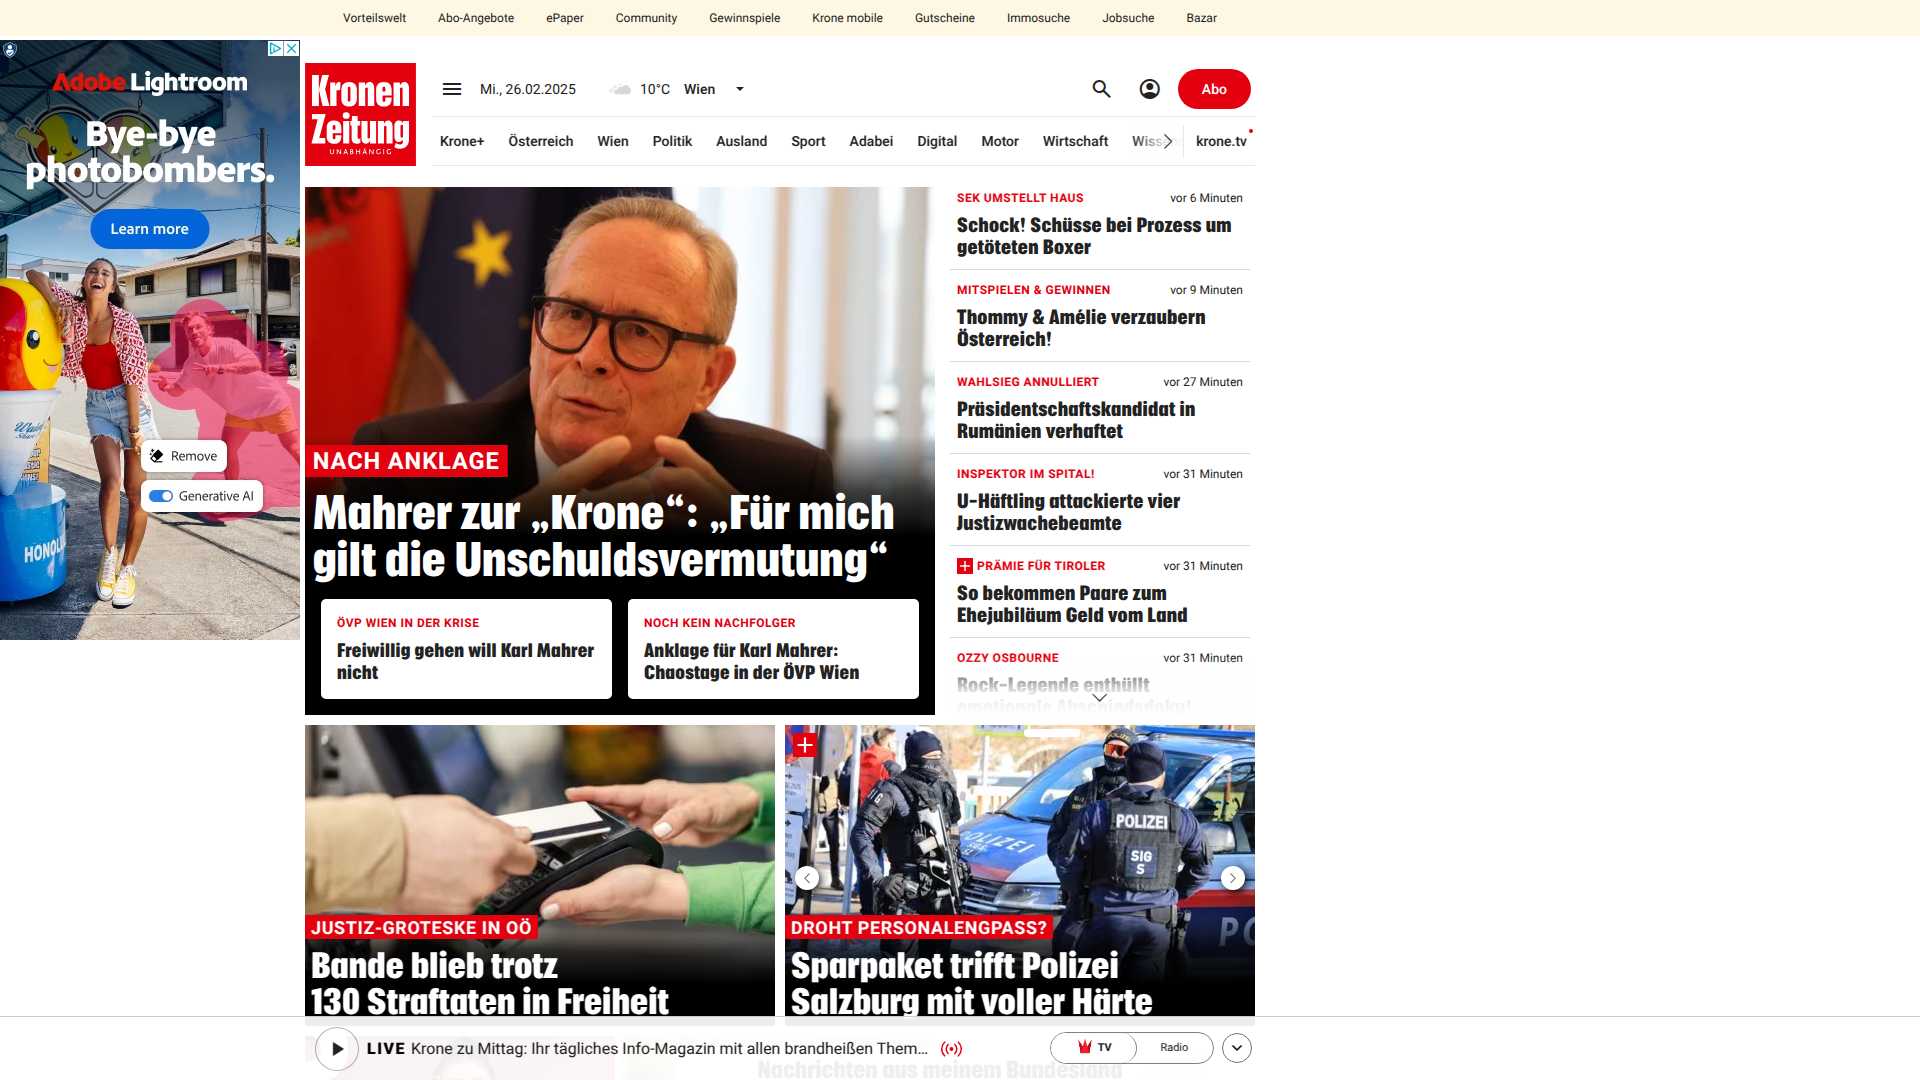 Vorteilswelt
Abo-Angebote
ePaper
Community
Gewinnspiele
Krone mobile
Gutscheine
Immosuche
Jobsuche
Bazar
Adobe Lightroom
Bye-bye
photobombers.
Learn more
Remove
Generative AI
Kronen
Zeitung
UNABHÄNGIG
Mi., 26.02.2025
10°C
Wien
Abo
Krone+
Österreich
Wien
Politik
Ausland
Sport
Adabei
Digital
Motor
Wirtschaft
krone.tv
NACH ANKLAGE
Mahrer zur „Krone“: „Für mich
gilt die Unschuldsvermutung“
ÖVP WIEN IN DER KRISE
Freiwillig gehen will Karl Mahrer
nicht
NOCH KEIN NACHFOLGER
Anklage für Karl Mahrer:
Chaostage in der ÖVP Wien
SEK UMSTELLT HAUS vor 6 Minuten
Schock! Schüsse bei Prozess um
getöteten Boxer
MITSPIELEN & GEWINNEN vor 9 Minuten
Thommy & Amélie verzaubern
Österreich!
WAHLSIEG ANNULLIERT vor 27 Minuten
Präsidentschaftskandidat in
Rumänien verhaftet
INSPEKTOR IM SPITAL! vor 31 Minuten
U-Häftling attackierte vier
Justizwachebeamte
PRÄMIE FÜR TIROLER vor 31 Minuten
So bekommen Paare zum
Ehejubiläum Geld vom Land
OZZY OSBOURNE vor 31 Minuten
Rock-Legende enthüllt
emotionale Abschiedsdoku!
JUSTIZ-GROTESKE IN OÖ
Bande blieb trotz
130 Straftaten in Freiheit
POLIZEI
POLIZEI
SIG
S
DROHT PERSONALENGPASS?
Sparpaket trifft Polizei
Salzburg mit voller Härte
LIVE Krone zu Mittag: Ihr tägliches Info-Magazin mit allen brandheißen Them...
TV
Radio
Nachrichten aus meinem Bundesland